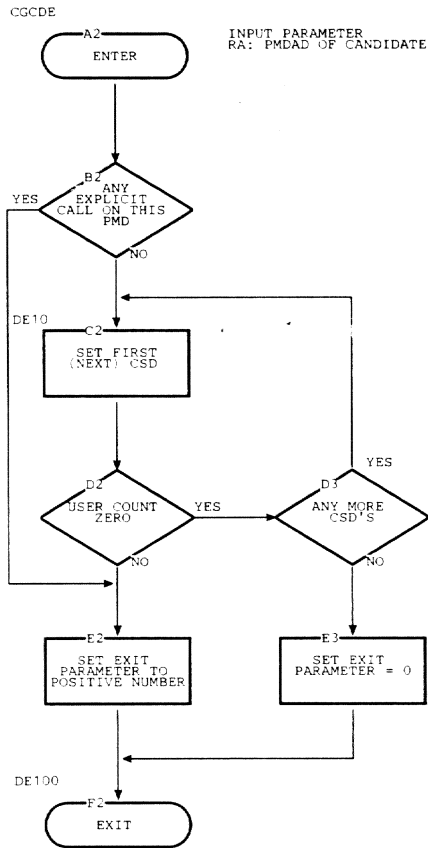 CGCDE
A2
ENTER
INPUT PARAMETER
RA: PMDAD OF CANDIDATE
B2
ANY
EXPLICIT
CALL ON THIS
PMD
YES
NO
DE10
C2
SET FIRST
(NEXT) CSD
D2
USER COUNT
ZERO
YES
NO
D3
ANY MORE
CSD'S
YES
NO
E2
SET EXIT
PARAMETER TO
POSITIVE NUMBER
E3
SET EXIT
PARAMETER = 0
DE100
F2
EXIT